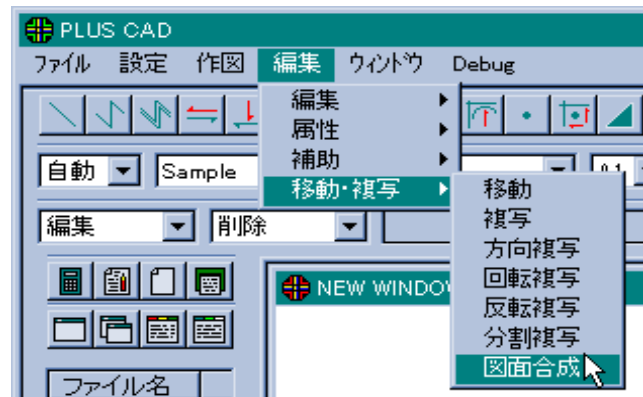 PLUS CAD
ファイル 設定 作図 編集 ウィンドウ Debug
編集
属性
補助
移動・複写
自動 Sample 0.1
編集 削除
移動
複写
方向複写
回転複写
反転複写
分割複写
図面合成
NEW WINDOW
ファイル名